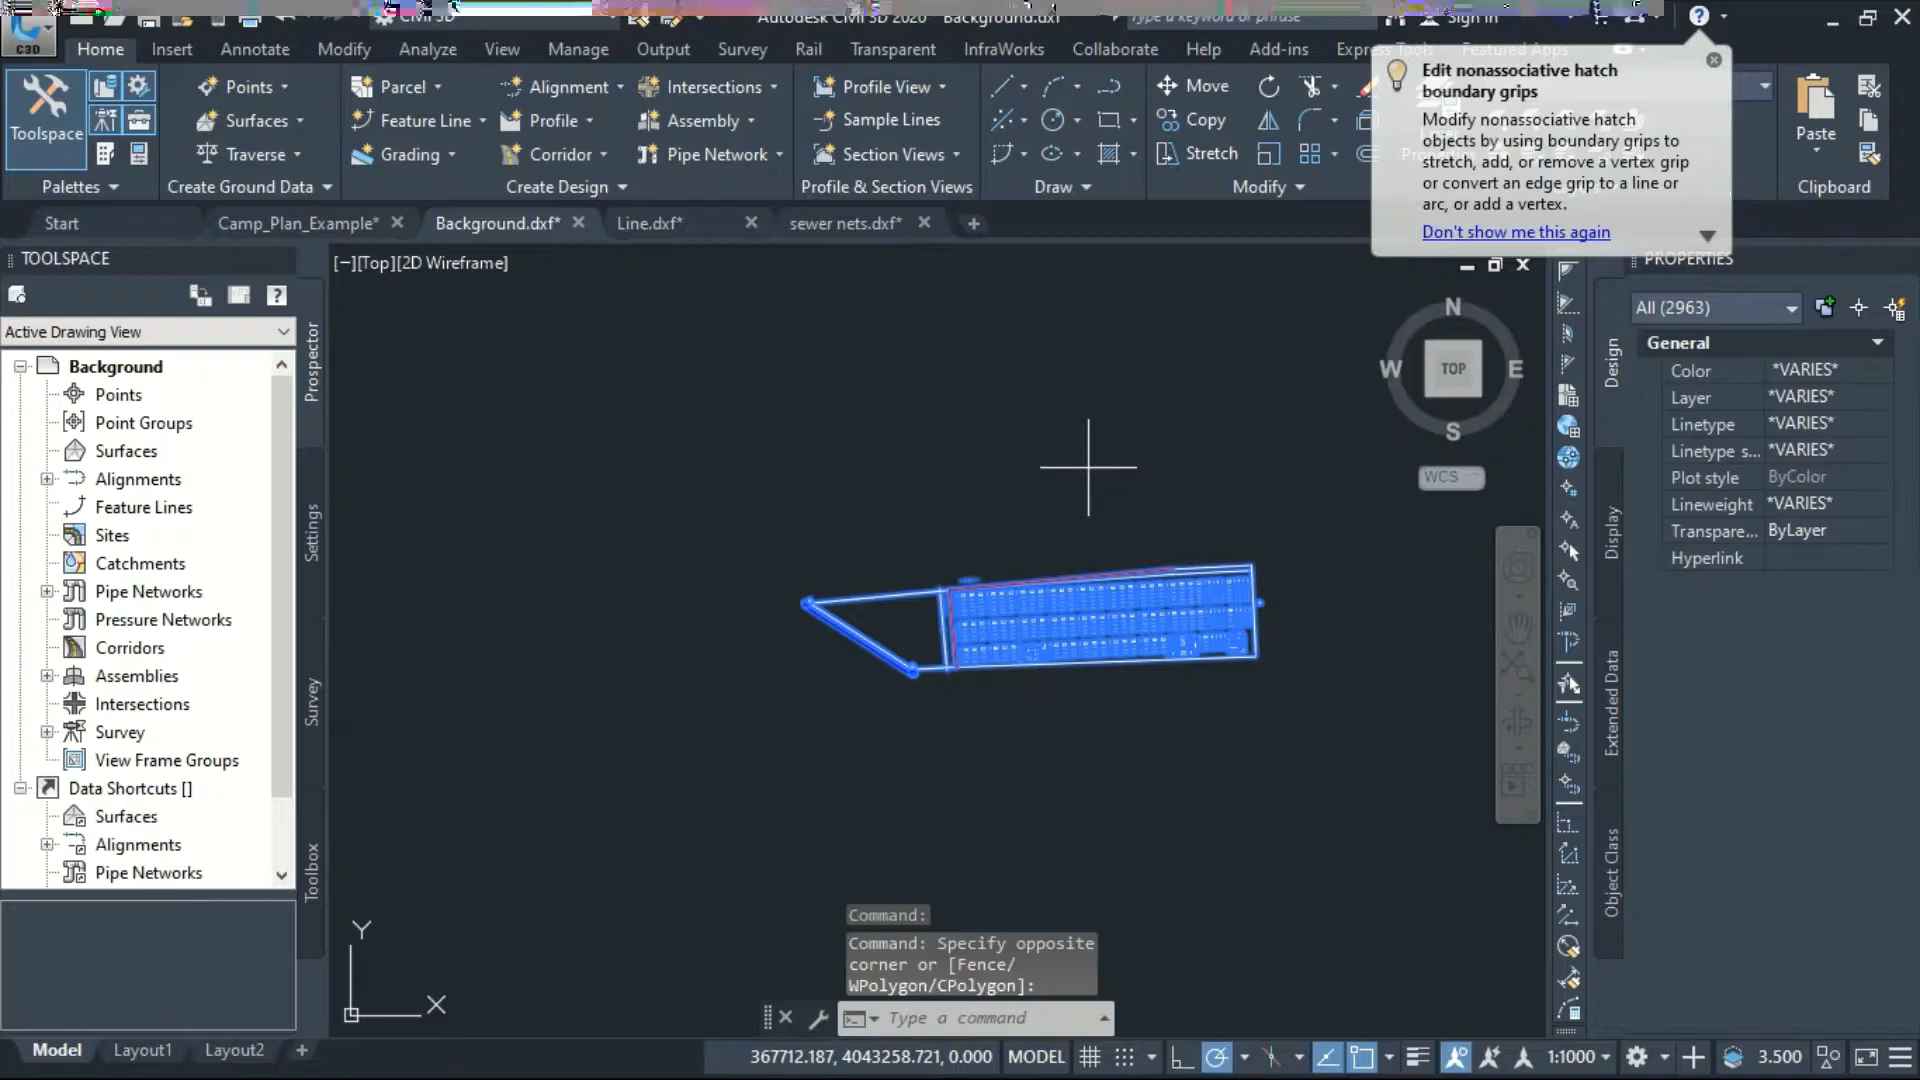 C3D
Civil 3D
Autodesk Civil 3D 2020 Background.dxf
Type a keyword or phrase
Sign In
Home Insert Annotate Modify Analyze View Manage Output Survey Rail Transparent InfraWorks Collaborate Help Add-ins Express Tools Featured Apps
Toolspace
Palettes
Points
Surfaces
Traverse
Create Ground Data
Parcel
Feature Line
Grading
Alignment
Profile
Corridor
Intersections
Assembly
Pipe Network
Create Design
Profile View
Sample Lines
Section Views
Profile & Section Views
Draw
Move
Copy
Stretch
Modify
Paste
Clipboard
Edit nonassociative hatch
boundary grips
Modify nonassociative hatch
objects by using boundary grips to
stretch, add, or remove a vertex grip
or convert an edge grip to a line or
arc, or add a vertex.
Don't show me this again
Start
Camp_Plan_Example*
Background.dxf*
Line.dxf*
sewer nets.dxf*
TOOLSPACE
Active Drawing View
Background
Points
Point Groups
Surfaces
Alignments
Feature Lines
Sites
Catchments
Pipe Networks
Pressure Networks
Corridors
Assemblies
Intersections
Survey
View Frame Groups
Data Shortcuts []
Surfaces
Alignments
Pipe Networks
Prospector
Settings
Survey
Toolbox
[−][Top][2D Wireframe]
N
W
TOP
E
S
WCS
Y
X
Command:
Command: Specify opposite
corner or [Fence/
WPolygon/CPolygon]:
Type a command
PROPERTIES
All (2963)
General
Color *VARIES*
Layer *VARIES*
Linetype *VARIES*
Linetype s... *VARIES*
Plot style ByColor
Lineweight *VARIES*
Transpare... ByLayer
Hyperlink
Design
Display
Extended Data
Object Class
Model
Layout1
Layout2
367712.187, 4043258.721, 0.000
MODEL
1:1000
3.500